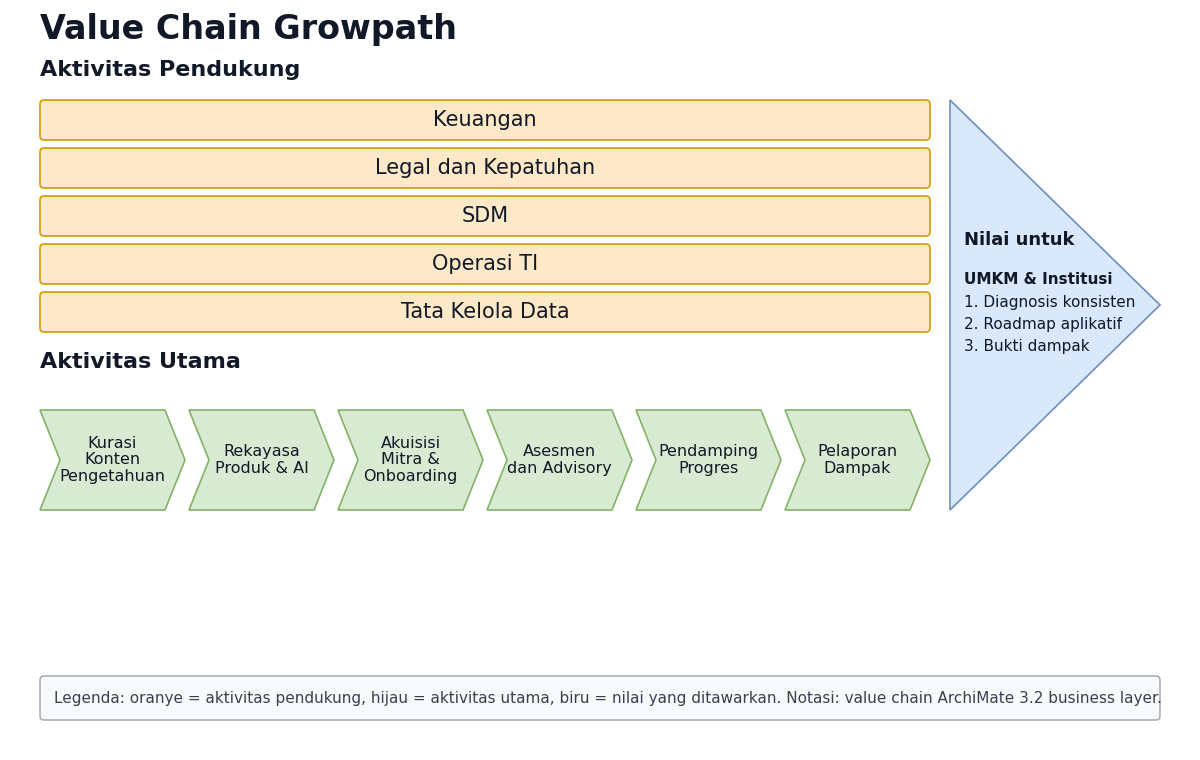 Value Chain Growpath
Aktivitas Pendukung
Keuangan
Legal dan Kepatuhan
SDM
Operasi TI
Tata Kelola Data
Nilai untuk
UMKM & Institusi
1. Diagnosis konsisten
2. Roadmap aplikatif
3. Bukti dampak
Aktivitas Utama
Kurasi
Konten
Pengetahuan
Rekayasa
Produk & AI
Akuisisi
Mitra &
Onboarding
Asesmen
dan Advisory
Pendamping
Progres
Pelaporan
Dampak
Legenda: oranye = aktivitas pendukung, hijau = aktivitas utama, biru = nilai yang ditawarkan. Notasi: value chain ArchiMate 3.2 business layer.